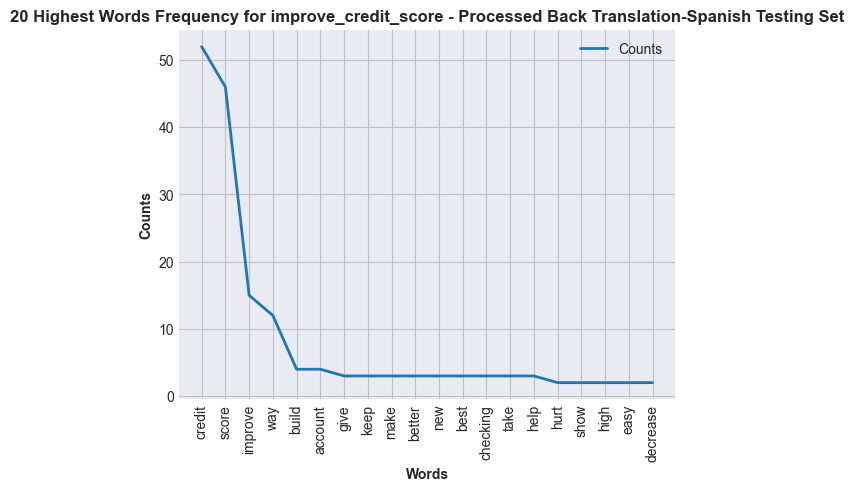 20 Highest Words Frequency for improve_credit_score - Processed Back Translation-Spanish Testing Set
Counts
50
40
30
20
10
0
Counts
credit
score
improve
way
build
account
give
keep
make
better
new
best
checking
take
help
hurt
show
high
easy
decrease
Words